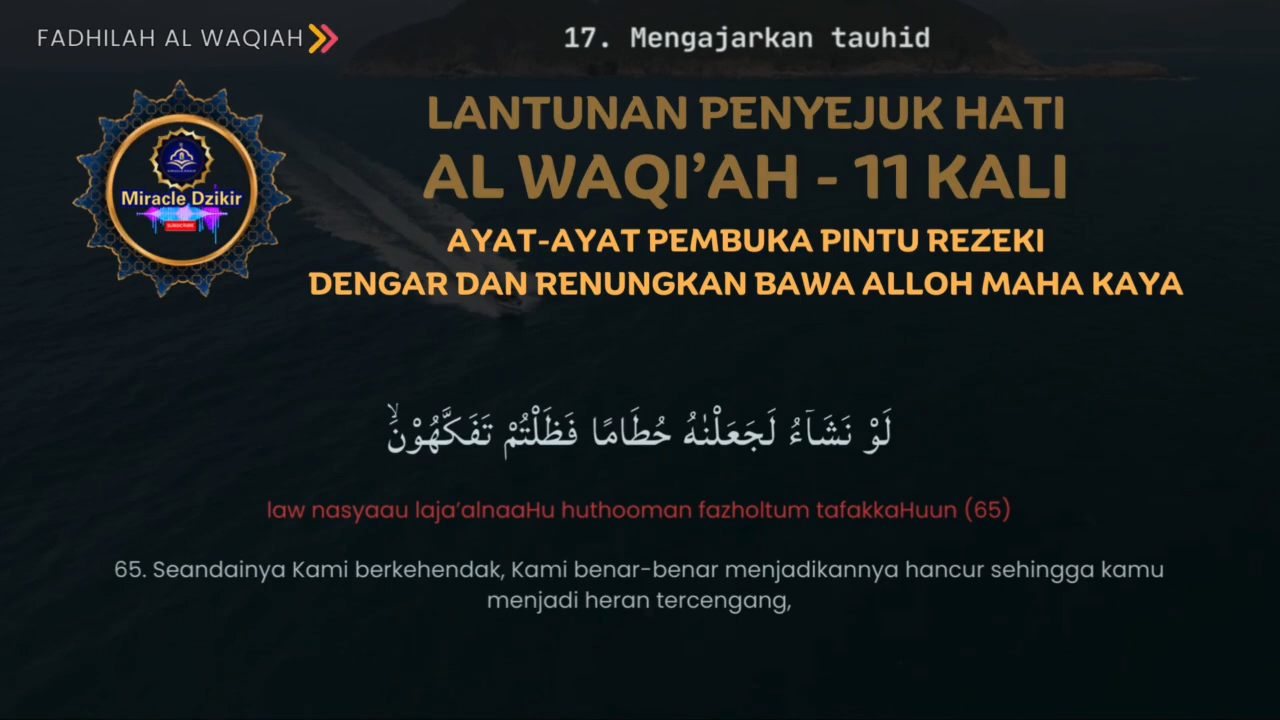 FADHILAH AL WAQIAH
17. Mengajarkan tauhid
LANTUNAN PENYEJUK HATI
AL WAQI’AH - 11 KALI
AYAT-AYAT PEMBUKA PINTU REZEKI
DENGAR DAN RENUNGKAN BAWA ALLOH MAHA KAYA
Miracle Dzikir
SUBSCRIBE
لَوْ نَشَاۤءُ لَجَعَلْنٰهُ حُطَامًا فَظَلْتُمْ تَفَكَّهُوْنَۙ
law nasyaau laja’alnaaHu huthooman fazholtum tafakkaHuun (65)
65. Seandainya Kami berkehendak, Kami benar-benar menjadikannya hancur sehingga kamu
menjadi heran tercengang,